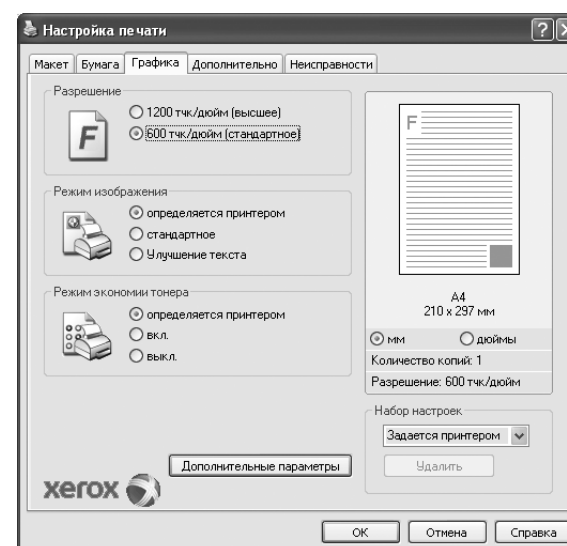 Настройка печати
Макет Бумага Графика Дополнительно Неисправности
Разрешение
F
1200 тчк/дюйм (высшее)
600 тчк/дюйм (стандартное)
Режим изображения
определяется принтером
стандартное
Улучшение текста
Режим экономии тонера
определяется принтером
вкл.
выкл.
Дополнительные параметры
xerox
F
A4
210 x 297 мм
мм дюймы
Количество копий: 1
Разрешение: 600 тчк/дюйм
Набор настроек
Задается принтером
Удалить
OK Отмена Справка